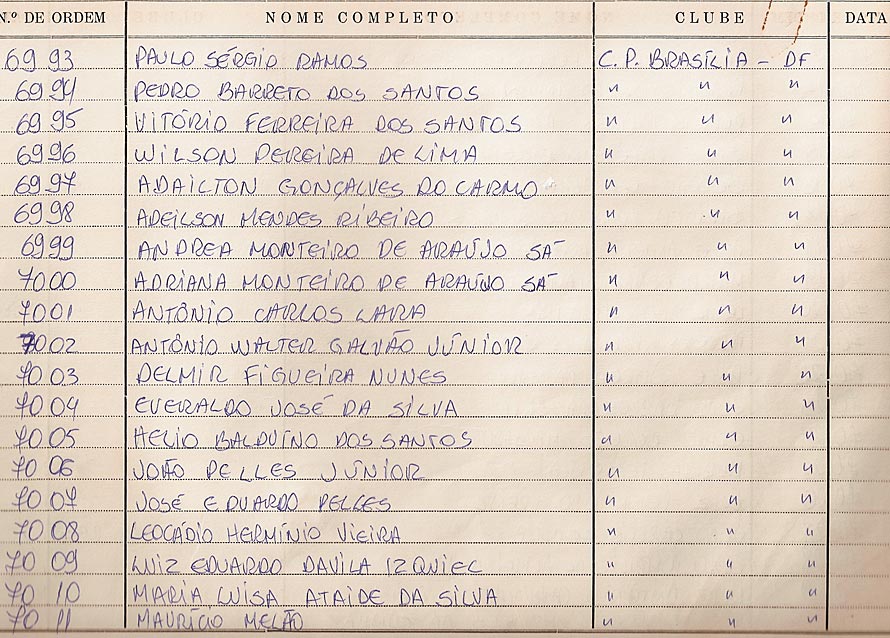 N.º DE ORDEM NOME COMPLETO CLUBE DATA
6993 PAULO SÉRGIO RAMOS C. P. BRASÍLIA - DF
6994 PEDRO BARRETO DOS SANTOS " " "
6995 VITÓRIO FERREIRA DOS SANTOS " " "
6996 WILSON PEREIRA DE LIMA " " "
6997 ADAILTON GONÇALVES DO CARMO " " "
6998 ADEILSON MENDES RIBEIRO " " "
6999 ANDREA MONTEIRO DE ARAÚJO SÁ " " "
7000 ADRIANA MONTEIRO DE ARAÚJO SÁ " " "
7001 ANTÔNIO CARLOS LARA " " "
7002 ANTÔNIO WALTER GALVÃO JÚNIOR " " "
7003 DELMIR FIGUEIRA NUNES " " "
7004 EVERALDO JOSÉ DA SILVA " " "
7005 HELIO BALDUÍNO DOS SANTOS " " "
7006 JOÃO PELLES JÚNIOR " " "
7007 JOSÉ EDUARDO PELLES " " "
7008 LEOCÁDIO HERMÍNIO VIEIRA " " "
7009 LUIZ EDUARDO DAVILA IZQUIEL " " "
7010 MARIA LUISA ATAIDE DA SILVA " " "
7011 MAURÍCIO MELÃO " " "